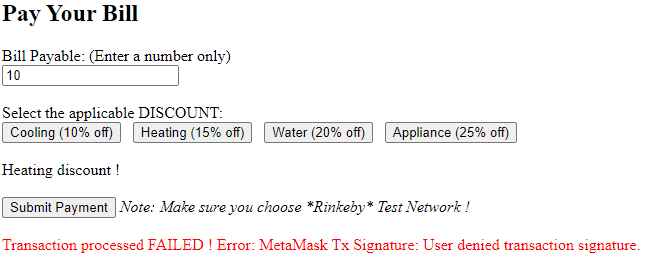 Pay Your Bill
Bill Payable: (Enter a number only)
10
Select the applicable DISCOUNT:
Cooling (10% off) Heating (15% off) Water (20% off) Appliance (25% off)
Heating discount !
Submit Payment Note: Make sure you choose *Rinkeby* Test Network !
Transaction processed FAILED ! Error: MetaMask Tx Signature: User denied transaction signature.